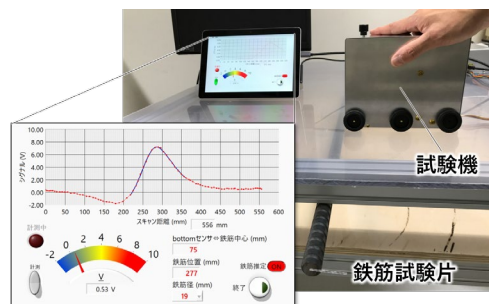 試験機
鉄筋試験片
10.00
8.00
6.00
4.00
2.00
0.00
-2.00
シグナル (V)
0 50 100 150 200 250 300 350 400 450 500 550 600
スキャン距離 (mm) 556 mm
計測中
計測
-2 0 2 4 6 8 10
V
0.53 V
bottomセンサ⇔鉄筋中心 (mm)
75
鉄筋位置 (mm)
277
鉄筋径 (mm)
19
鉄筋推定 ON
終了